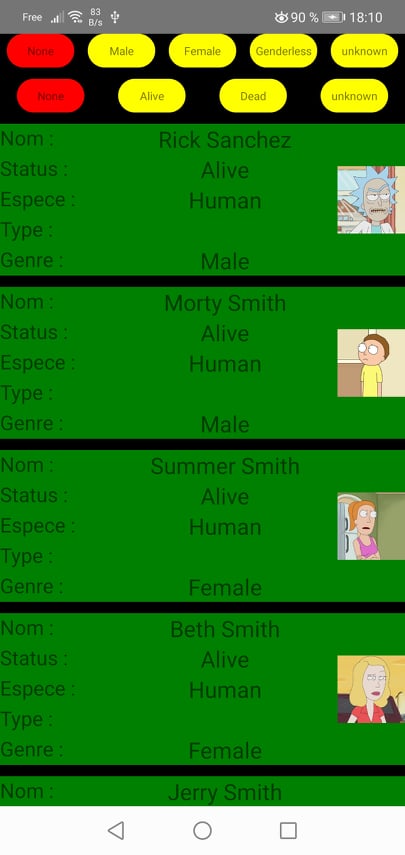 Free 83 B/s 90 % 18:10
None Male Female Genderless unknown
None Alive Dead unknown
Nom : Rick Sanchez
Status : Alive
Espece : Human
Type :
Genre : Male
Nom : Morty Smith
Status : Alive
Espece : Human
Type :
Genre : Male
Nom : Summer Smith
Status : Alive
Espece : Human
Type :
Genre : Female
Nom : Beth Smith
Status : Alive
Espece : Human
Type :
Genre : Female
Nom : Jerry Smith